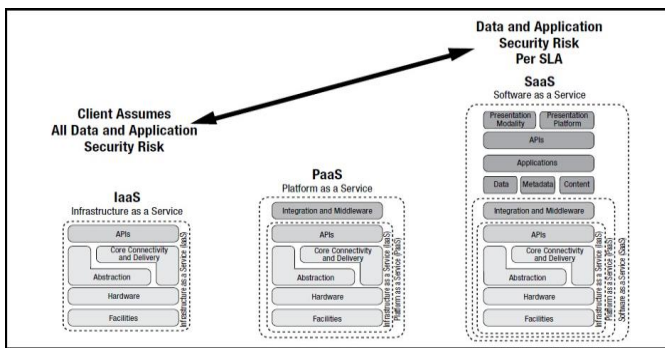 Data and Application
Security Risk
Per SLA
Client Assumes
All Data and Application
Security Risk
SaaS
Software as a Service
Presentation
Modality
Presentation
Platform
APIs
Applications
Data
Metadata
Content
Integration and Middleware
APIs
Core Connectivity
and Delivery
Abstraction
Hardware
Facilities
Infrastructure as a Service (IaaS)
Platform as a Service (PaaS)
Software as a Service (SaaS)
PaaS
Platform as a Service
Integration and Middleware
APIs
Core Connectivity
and Delivery
Abstraction
Hardware
Facilities
Infrastructure as a Service (IaaS)
Platform as a Service (PaaS)
IaaS
Infrastructure as a Service
APIs
Core Connectivity
and Delivery
Abstraction
Hardware
Facilities
Infrastructure as a Service (IaaS)